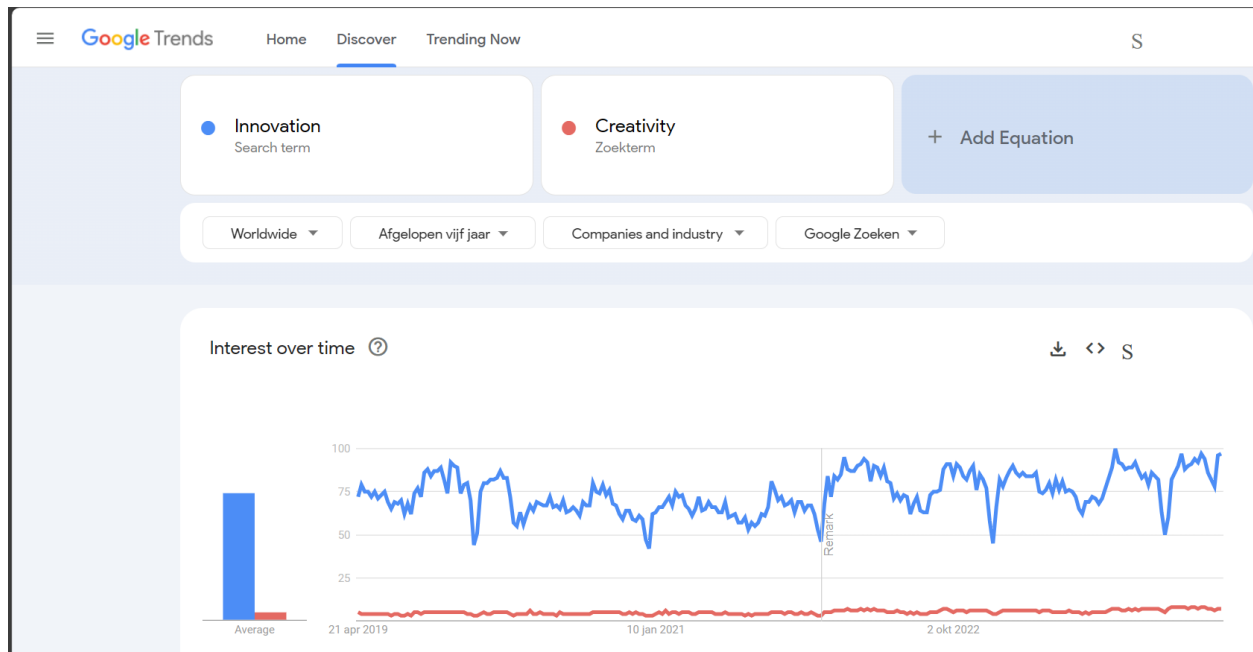 Google Trends Home Discover Trending Now S
Innovation
Search term
Creativity
Zoekterm
+ Add Equation
Worldwide Afgelopen vijf jaar Companies and industry Google Zoeken
Interest over time ? <> S
100
75
50
25
Remark
Average 21 apr 2019 10 jan 2021 2 okt 2022